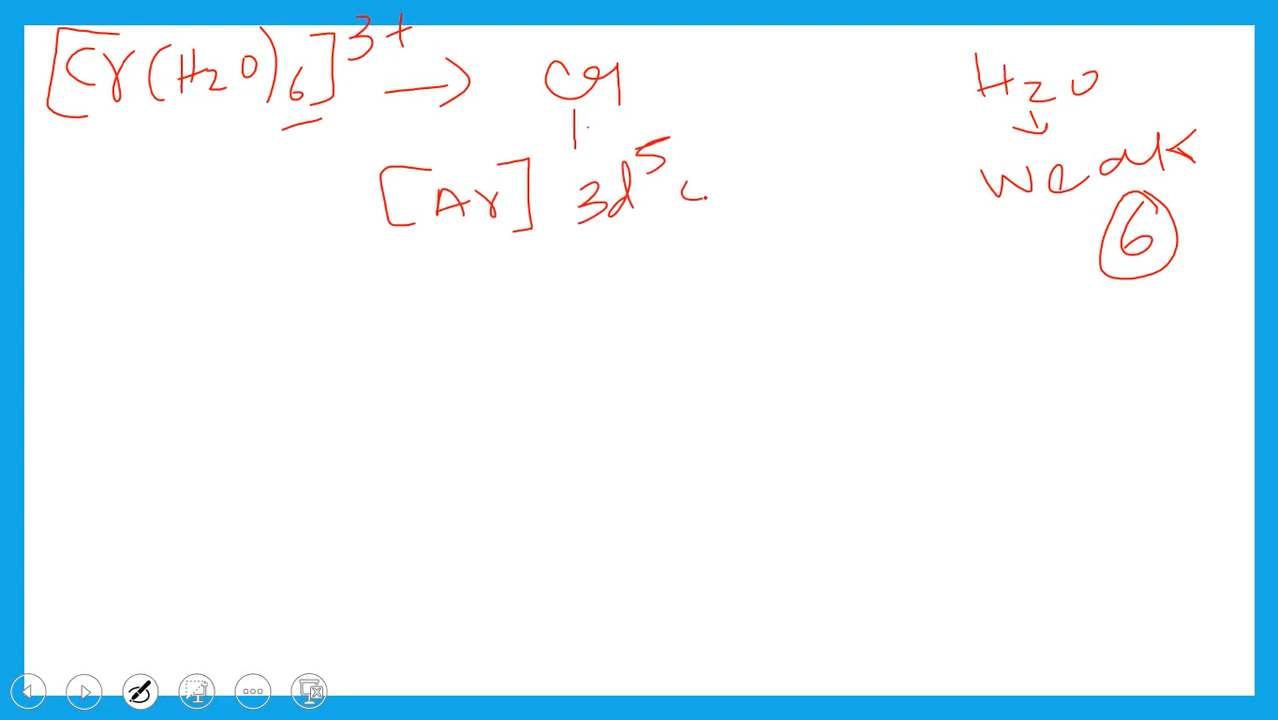 [Cr(H2O)6]3+ → Cr
[Ar] 3d5
H2O
↓
Weak
6